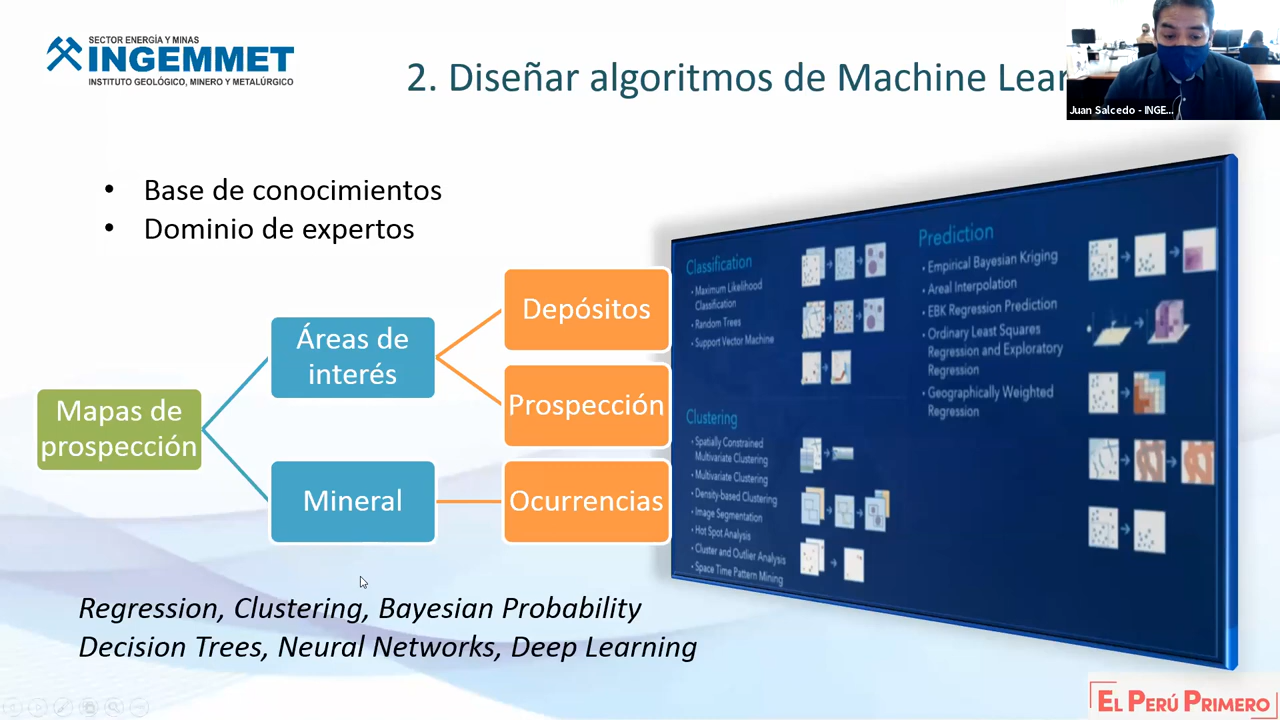 SECTOR ENERGÍA Y MINAS
INGEMMET
INSTITUTO GEOLÓGICO, MINERO Y METALÚRGICO
2. Diseñar algoritmos de Machine Lear
Juan Salcedo - INGE...
• Base de conocimientos
• Dominio de expertos
Mapas de
prospección
Áreas de
interés
Mineral
Depósitos
Prospección
Ocurrencias
Classification
• Maximum Likelihood
Classification
• Random Trees
• Support Vector Machine
Clustering
• Spatially Constrained
Multivariate Clustering
• Multivariate Clustering
• Density-based Clustering
• Image Segmentation
• Hot Spot Analysis
• Cluster and Outlier Analysis
• Space Time Pattern Mining
Prediction
• Empirical Bayesian Kriging
• Areal Interpolation
• EBK Regression Prediction
• Ordinary Least Squares
Regression and Exploratory
Regression
• Geographically Weighted
Regression
Regression, Clustering, Bayesian Probability
Decision Trees, Neural Networks, Deep Learning
EL PERÚ PRIMERO